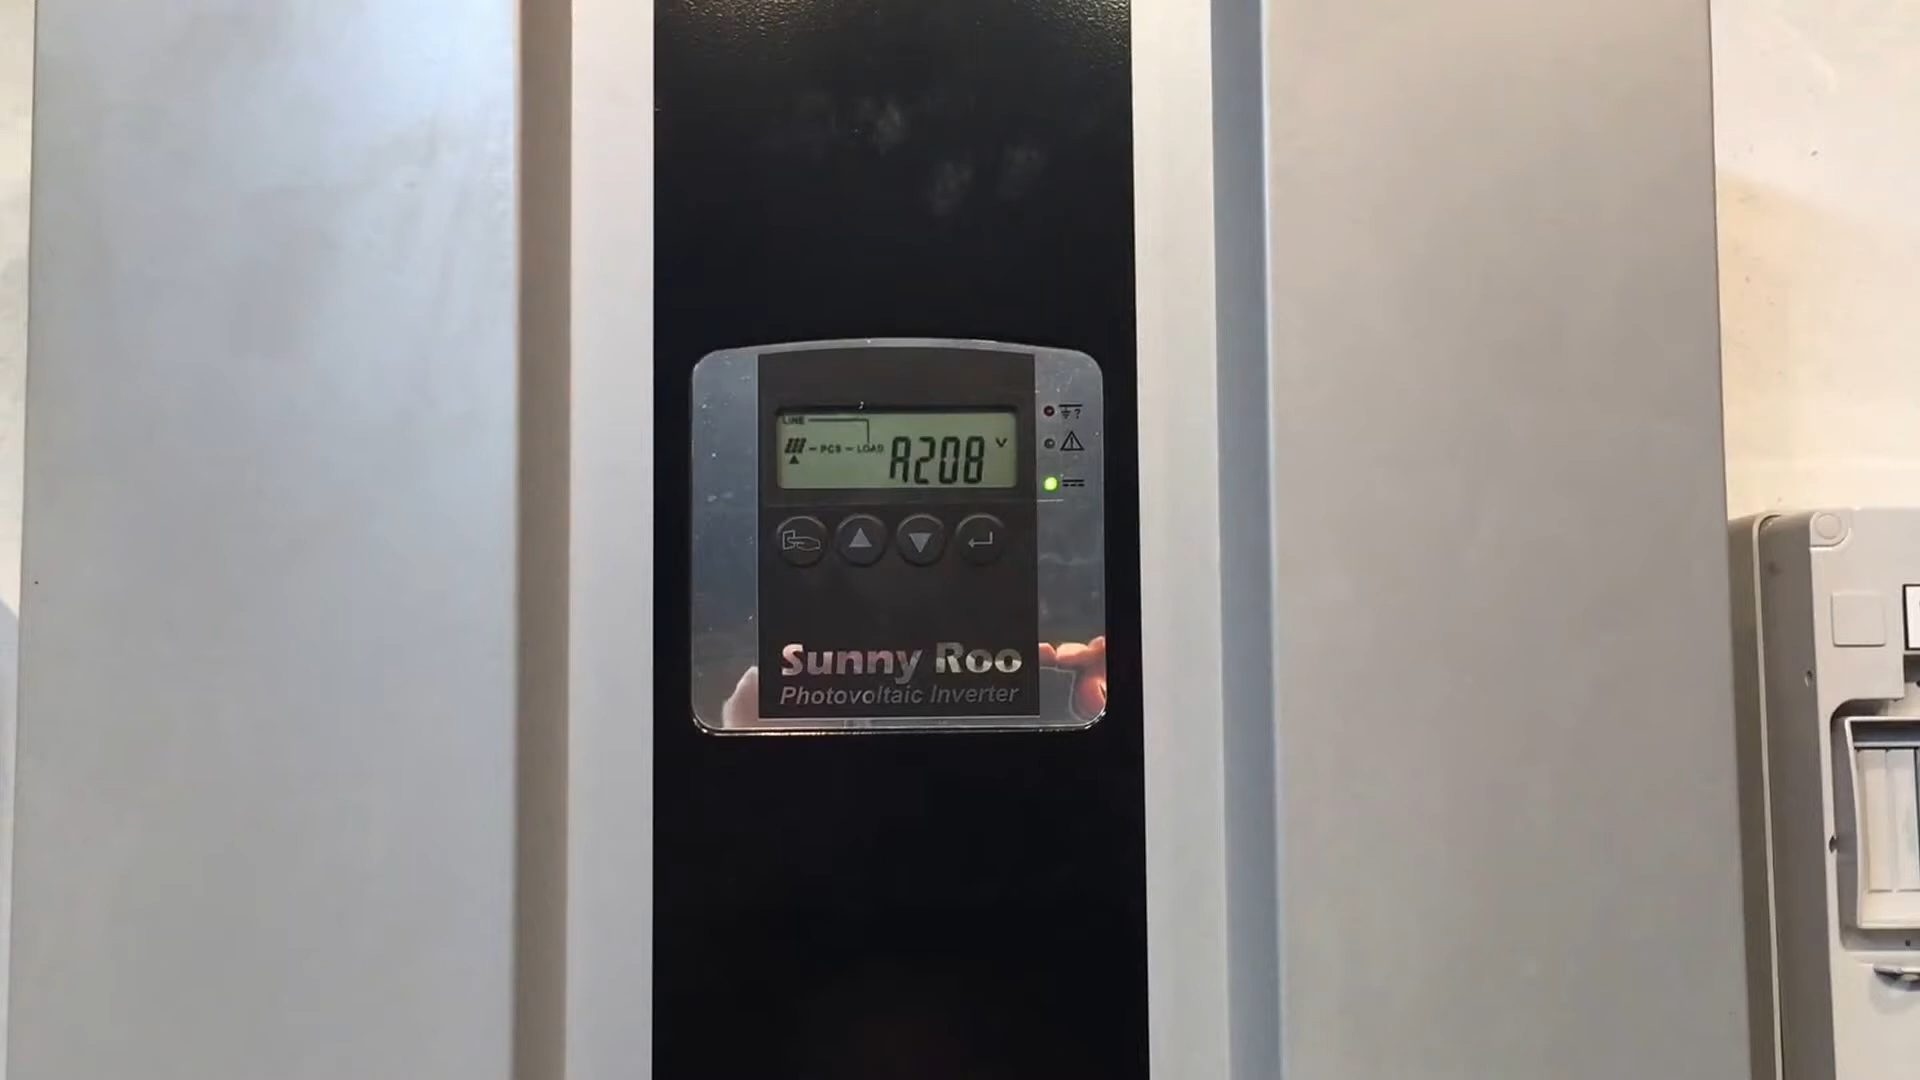 LINE
- PCS - LOAD A208 V
?
Sunny Roo
Photovoltaic Inverter